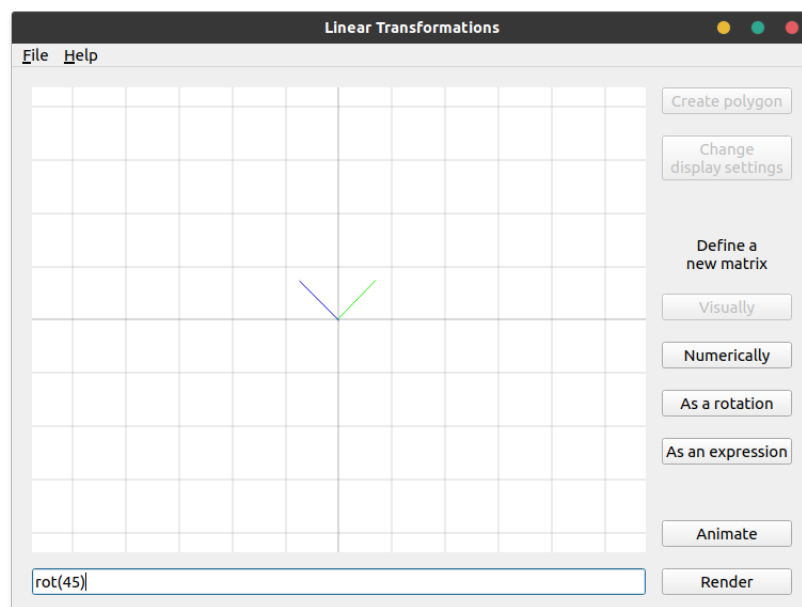 Linear Transformations
File Help
Create polygon
Change
display settings
Define a
new matrix
Visually
Numerically
As a rotation
As an expression
Animate
rot(45)
Render